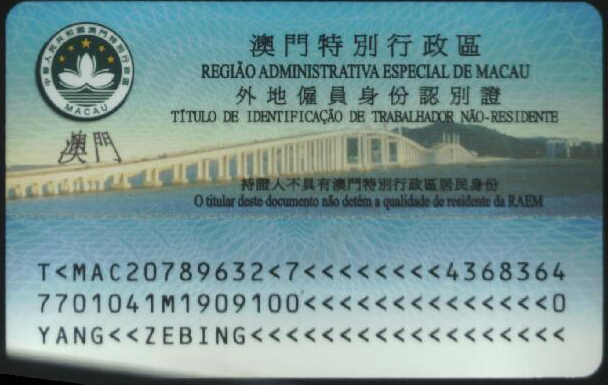 澳門特別行政區
REGIÃO ADMINISTRATIVA ESPECIAL DE MACAU
外地僱員身份認別證
TÍTULO DE IDENTIFICAÇÃO DE TRABALHADOR NÃO-RESIDENTE
中華人民共和國澳門特別行政區
MACAU
澳門
持證人不具有澳門特別行政區居民身份
O titular deste documento não detém a qualidade de residente da RAEM
T<MAC20789632<7<<<<<<<<4368364
7701041M1909100<<<<<<<<<<<<<<0
YANG<<ZEBING<<<<<<<<<<<<<<<<<<